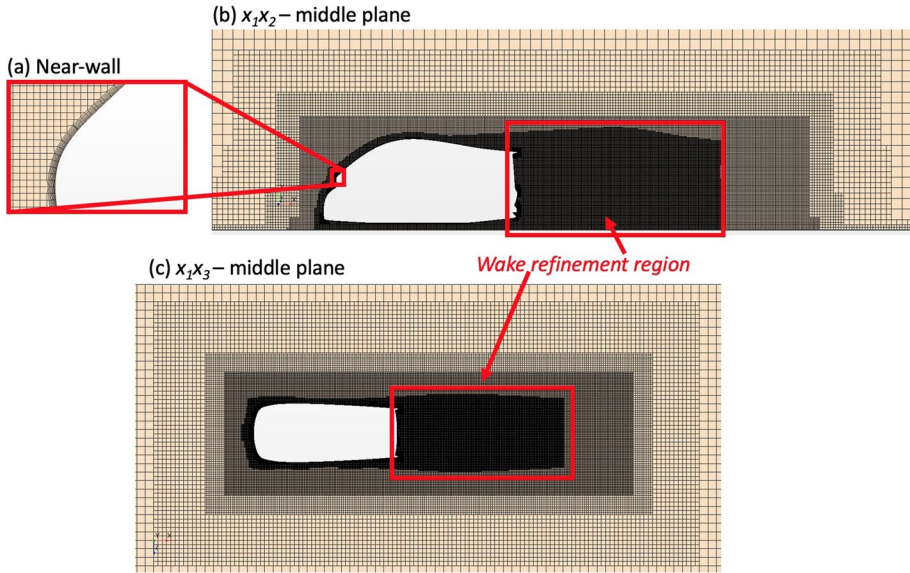 (b) x₁x₂ – middle plane
(a) Near-wall
Wake refinement region
(c) x₁x₃ – middle plane